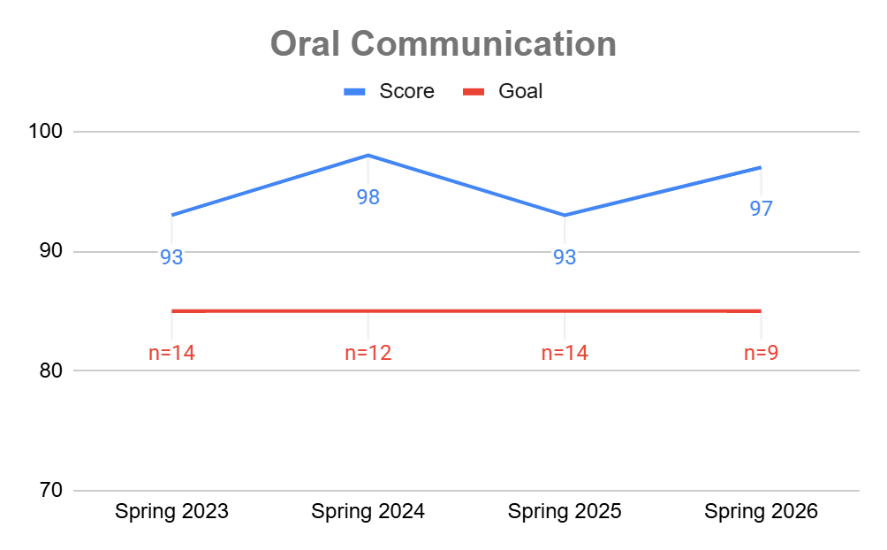 Oral Communication
Score Goal
100
93 98 93 97
90
n=14 n=12 n=14 n=9
80
70
Spring 2023 Spring 2024 Spring 2025 Spring 2026